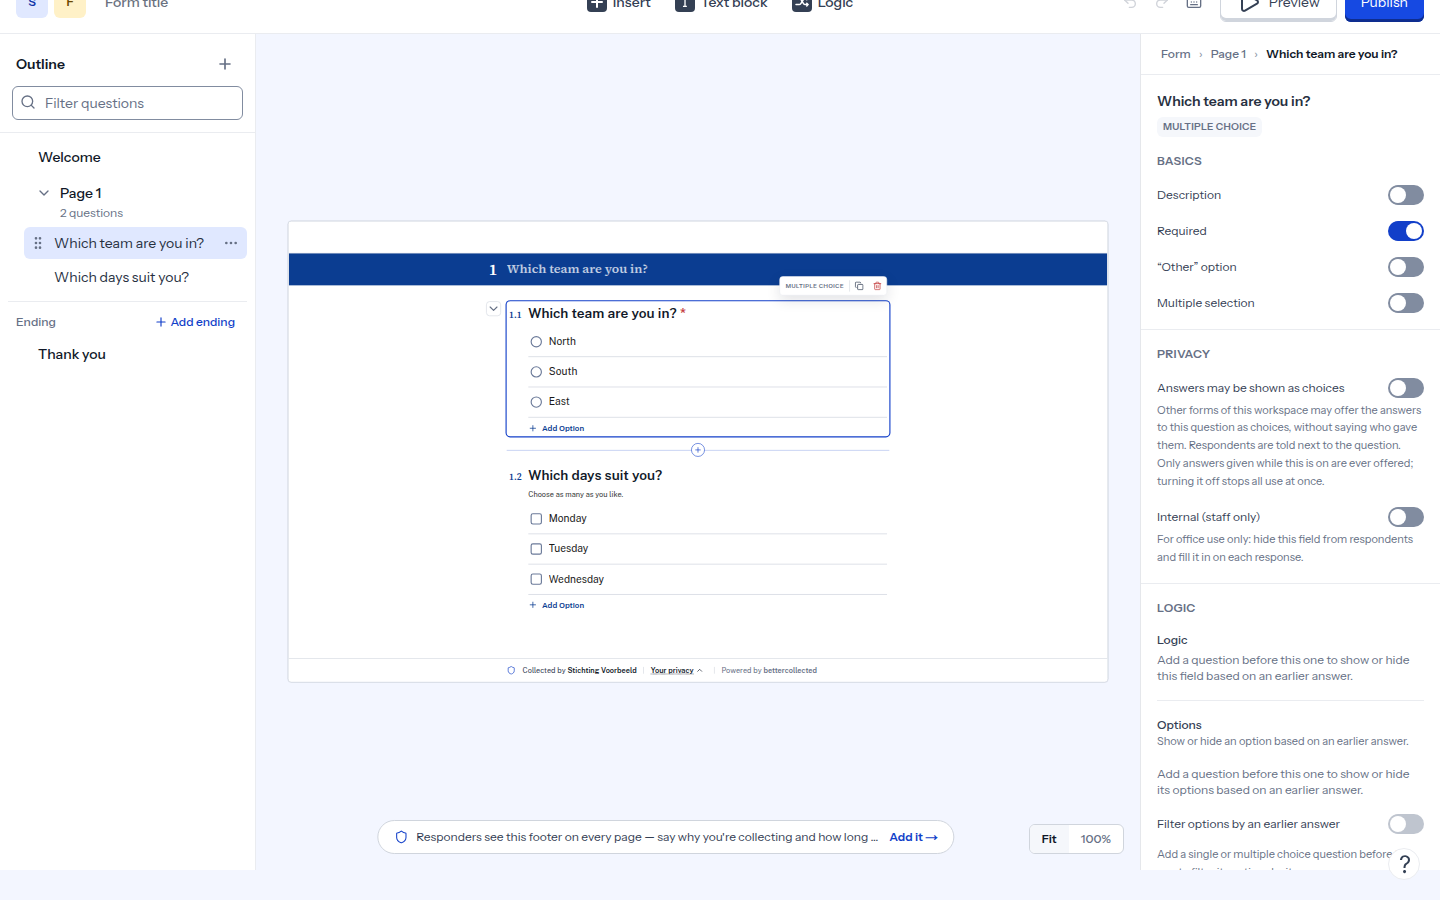 S
F
Form title
Insert
Text block
Logic
Preview
Publish
Outline
Filter questions
Welcome
Page 1
2 questions
Which team are you in?
Which days suit you?
Ending
Add ending
Thank you
1 Which team are you in?
MULTIPLE CHOICE
1.1 Which team are you in? *
North
South
East
Add Option
1.2 Which days suit you?
Choose as many as you like.
Monday
Tuesday
Wednesday
Add Option
Collected by Stichting Voorbeeld
Your privacy
Powered by bettercollected
Responders see this footer on every page — say why you're collecting and how long ...
Add it →
Fit
100%
Form › Page 1 › Which team are you in?
Which team are you in?
MULTIPLE CHOICE
BASICS
Description
Required
“Other” option
Multiple selection
PRIVACY
Answers may be shown as choices
Other forms of this workspace may offer the answers
to this question as choices, without saying who gave
them. Respondents are told next to the question.
Only answers given while this is on are ever offered;
turning it off stops all use at once.
Internal (staff only)
For office use only: hide this field from respondents
and fill it in on each response.
LOGIC
Logic
Add a question before this one to show or hide
this field based on an earlier answer.
Options
Show or hide an option based on an earlier answer.
Add a question before this one to show or hide
its options based on an earlier answer.
Filter options by an earlier answer
Add a single or multiple choice question before
?